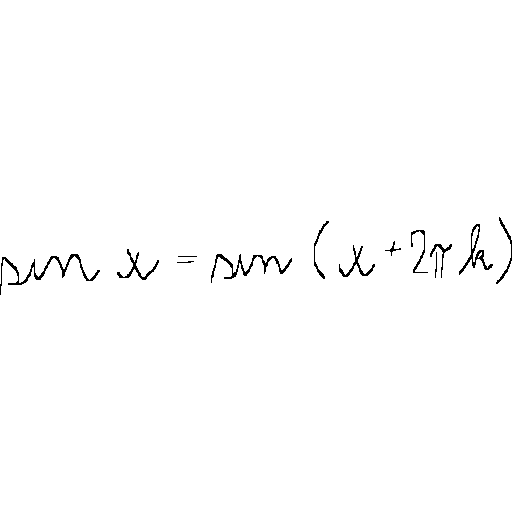 sin x = sin (x + 2π k)